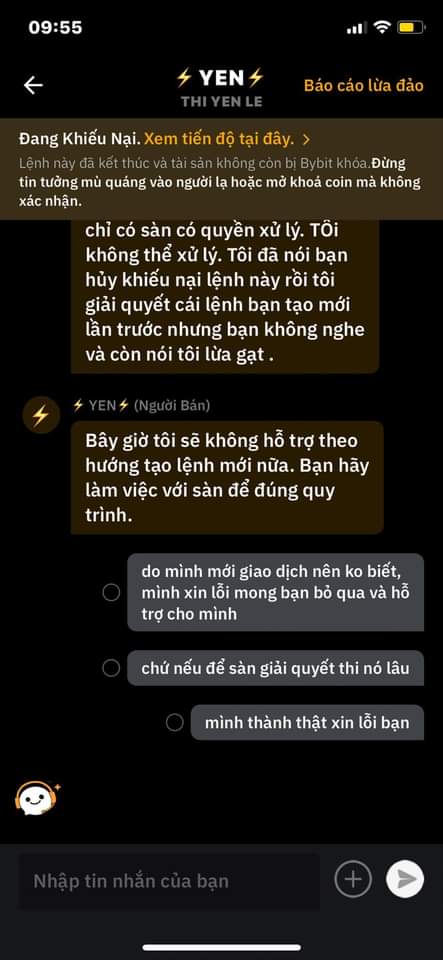 09:55
⚡ YEN⚡
THI YEN LE
Báo cáo lừa đảo
Đang Khiếu Nại. Xem tiến độ tại đây. >
Lệnh này đã kết thúc và tài sản không còn bị Bybit khóa.Đừng
tin tưởng mù quáng vào người lạ hoặc mở khoá coin mà không
xác nhận.
chỉ có sàn có quyền xử lý. TÔi
không thể xử lý. Tôi đã nói bạn
hủy khiếu nại lệnh này rồi tôi
giải quyết cái lệnh bạn tạo mới
lần trước nhưng bạn không nghe
và còn nói tôi lừa gạt .
⚡ YEN⚡ (Người Bán)
Bây giờ tôi sẽ không hỗ trợ theo
hướng tạo lệnh mới nữa. Bạn hãy
làm việc với sàn để đúng quy
trình.
do mình mới giao dịch nên ko biết,
mình xin lỗi mong bạn bỏ qua và hỗ
trợ cho mình
chứ nếu để sàn giải quyết thi nó lâu
mình thành thật xin lỗi bạn
Nhập tin nhắn của bạn